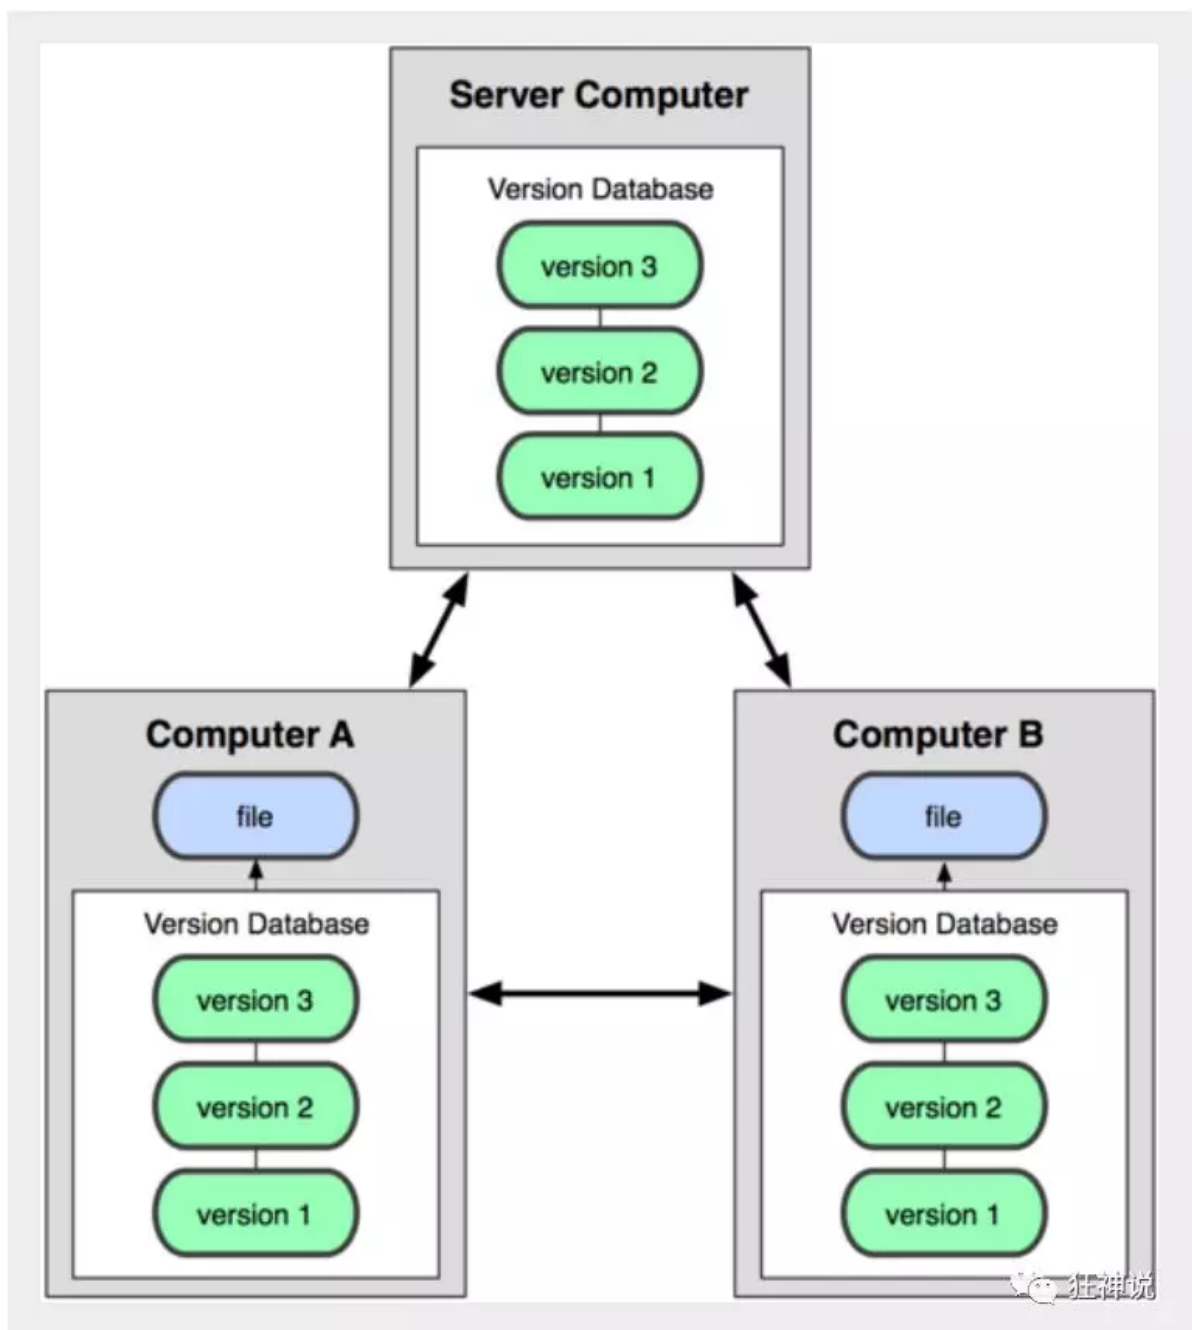 Server Computer
Version Database
version 3
version 2
version 1
Computer A
file
Version Database
version 3
version 2
version 1
Computer B
file
Version Database
version 3
version 2
version 1
狂神说